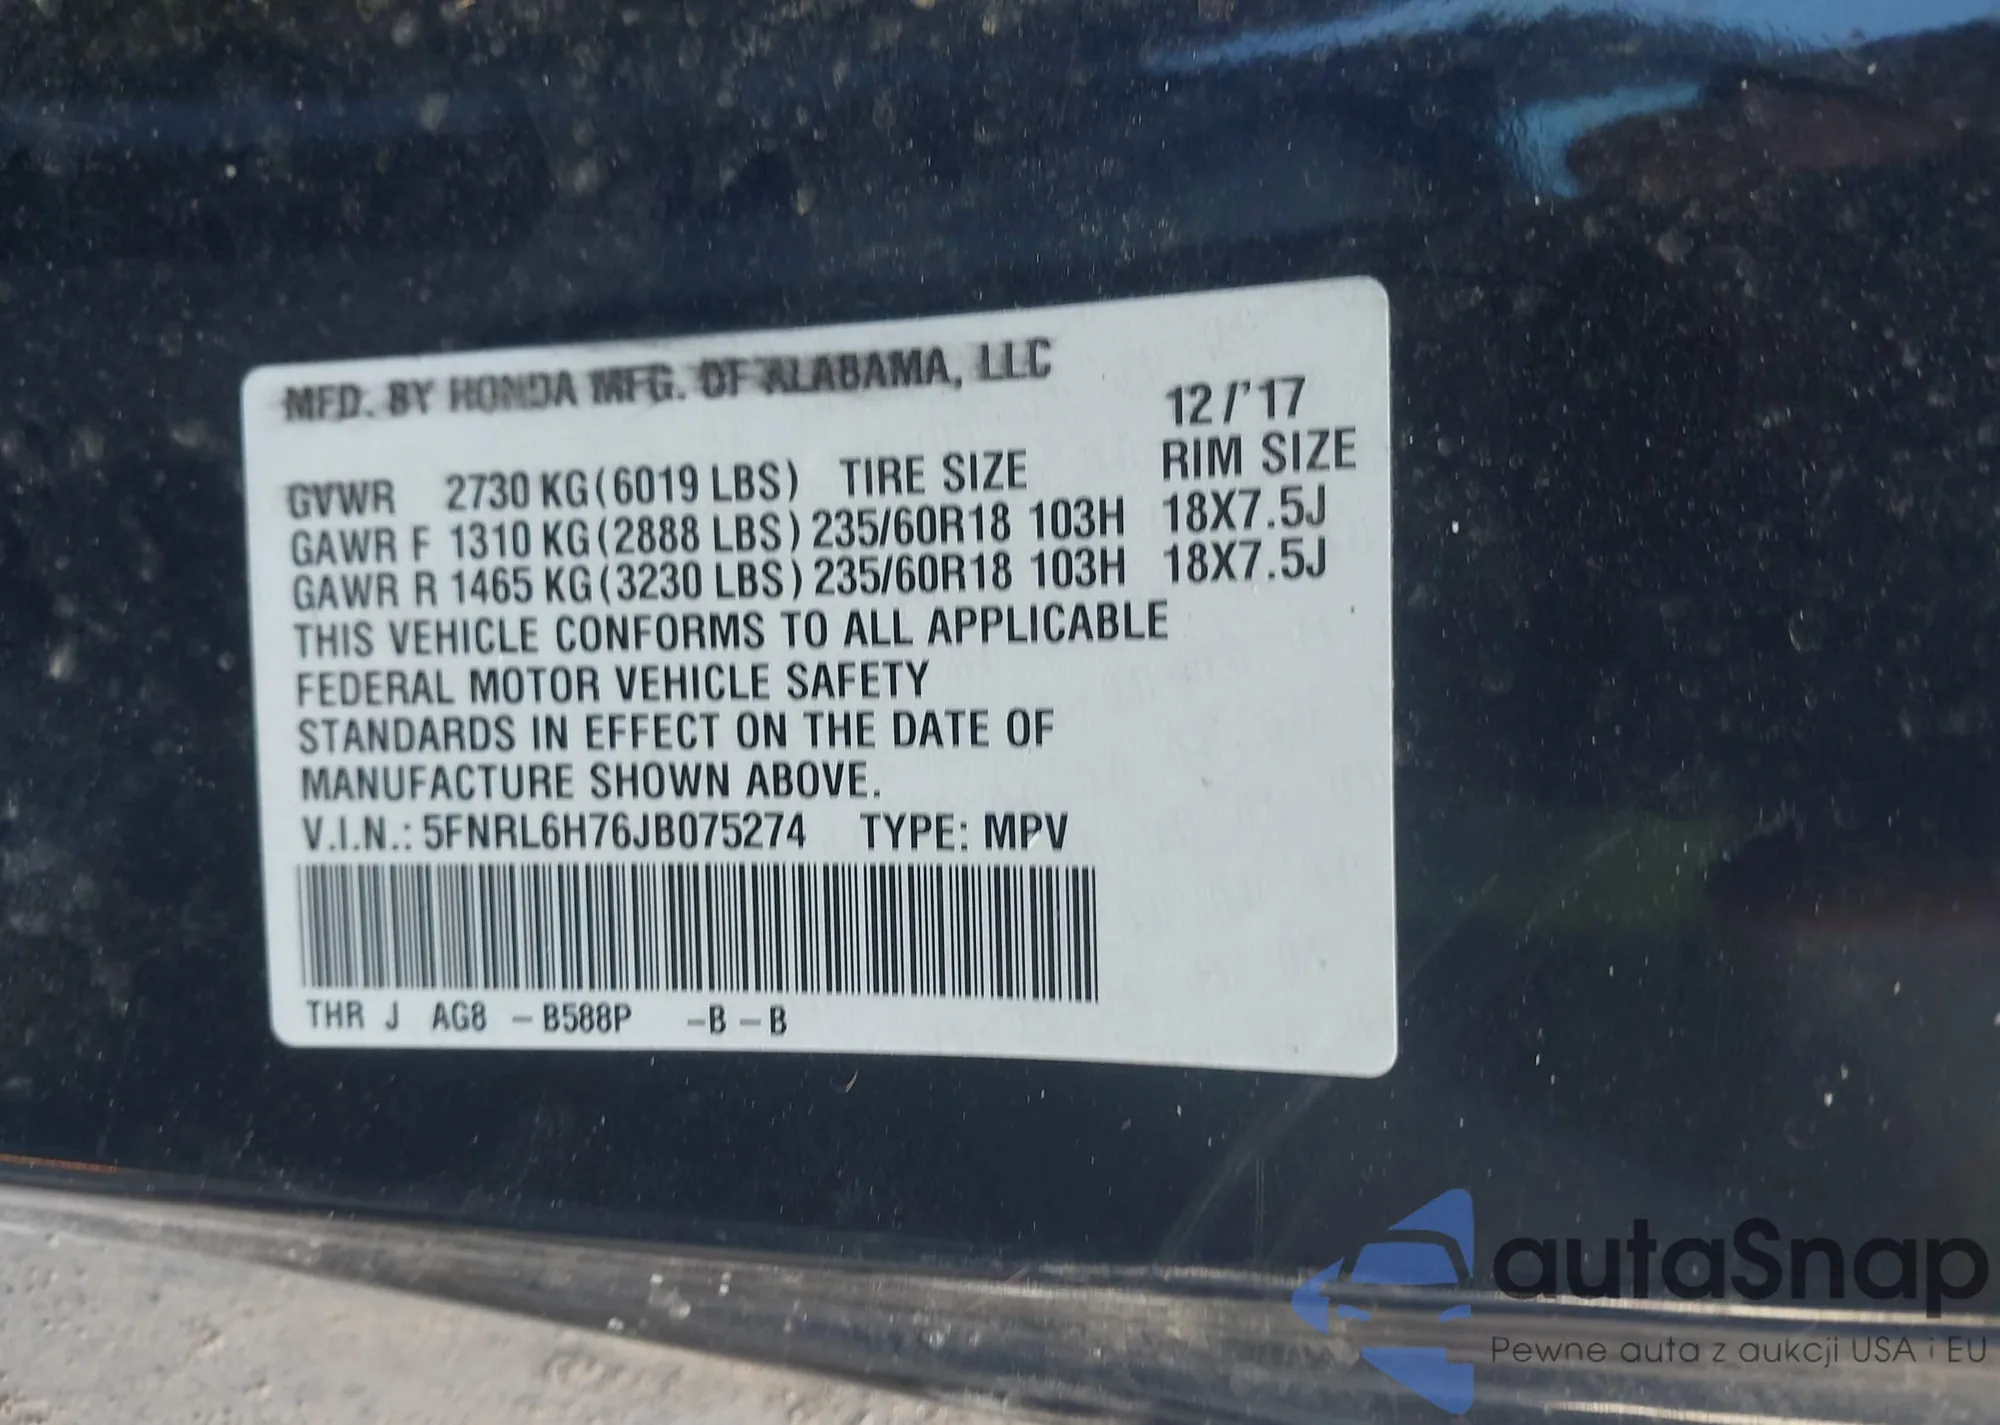 MFD. BY HONDA MFG. OF ALABAMA, LLC
12/'17
GVWR 2730 KG(6019 LBS) TIRE SIZE RIM SIZE
GAWR F 1310 KG(2888 LBS) 235/60R18 103H 18X7.5J
GAWR R 1465 KG(3230 LBS) 235/60R18 103H 18X7.5J
THIS VEHICLE CONFORMS TO ALL APPLICABLE
FEDERAL MOTOR VEHICLE SAFETY
STANDARDS IN EFFECT ON THE DATE OF
MANUFACTURE SHOWN ABOVE.
V.I.N.: 5FNRL6H76JB075274 TYPE: MPV
THR J AG8 -B588P -B-B
autaSnap
Pewne auta z aukcji USA i EU